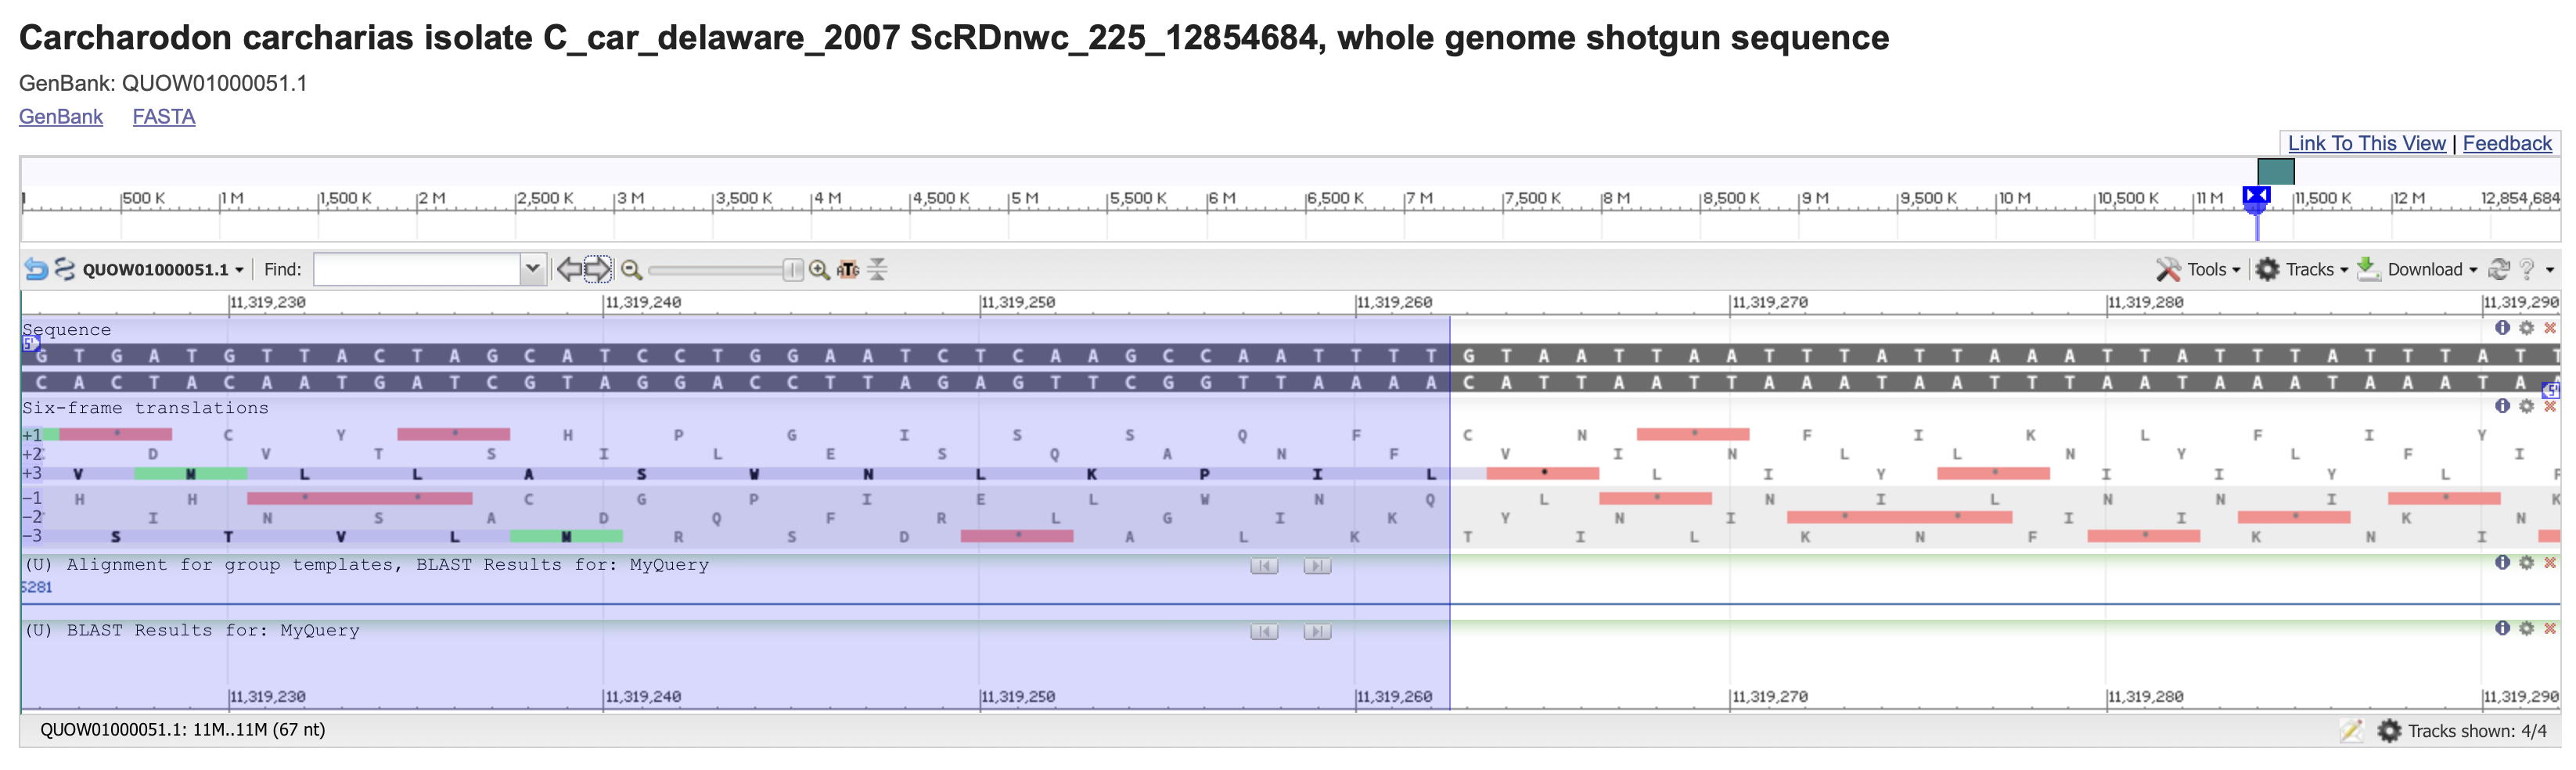 Carcharodon carcharias isolate C_car_delaware_2007 ScRDnwc_225_12854684, whole genome shotgun sequence
GenBank: QUOW01000051.1
GenBank FASTA
Link To This View | Feedback
1 500 K 1 M 1,500 K 2 M 2,500 K 3 M 3,500 K 4 M 4,500 K 5 M 5,500 K 6 M 6,500 K 7 M 7,500 K 8 M 8,500 K 9 M 9,500 K 10 M 10,500 K 11 M 11,500 K 12 M 12,854,684
QUOW01000051.1 Find: ATG Tools Tracks Download ?
11,319,230 11,319,240 11,319,250 11,319,260 11,319,270 11,319,280 11,319,290
Sequence
5'
G T G A T G T T A C T A G C A T C C T G G A A T C T C A A G C C A A T T T T G T A A T T A A T T T A T T A A A T T A T T T A T T T A T T
C A C T A C A A T G A T C G T A G G A C C T T A G A G T T C G G T T A A A A C A T T A A T T A A A T A A T T T A A T A A A T A A A T A A
5'
Six-frame translations
+1 * C Y * H P G I S S Q F C N * F I K L F I Y
+2 D V T S I L E S Q A N F V I N L L N Y L F I
+3 V M L L A S W N L K P I L * L I Y * I I Y L F
-1 H H * * C G P I E L W N Q L * N I L N N I * K
-2 I N S A D Q F R L G I K Y N I * * I I * K N
-3 S T V L M R S D * A L I K T I L K N F * K N I
(U) Alignment for group templates, BLAST Results for: MyQuery
5281
(U) BLAST Results for: MyQuery
11,319,230 11,319,240 11,319,250 11,319,260 11,319,270 11,319,280 11,319,290
QUOW01000051.1: 11M..11M (67 nt) Tracks shown: 4/4